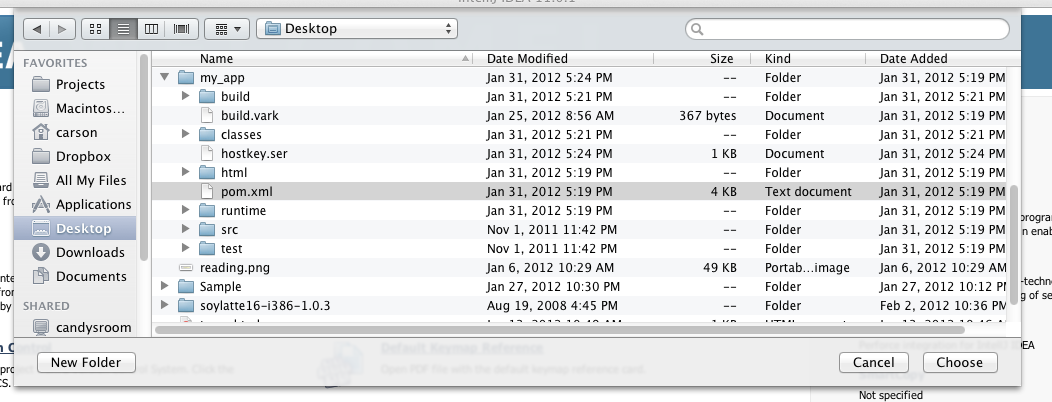 Desktop
Name Date Modified Size Kind Date Added
FAVORITES
Projects
Macintos...
carson
Dropbox
All My Files
Applications
Desktop
Downloads
Documents
SHARED
candysroom
my_app Jan 31, 2012 5:24 PM -- Folder Jan 31, 2012 5:19 PM
build Jan 31, 2012 5:21 PM -- Folder Jan 31, 2012 5:21 PM
build.vark Jan 25, 2012 8:56 AM 367 bytes Document Jan 31, 2012 5:19 PM
classes Jan 31, 2012 5:21 PM -- Folder Jan 31, 2012 5:21 PM
hostkey.ser Jan 31, 2012 5:24 PM 1 KB Document Jan 31, 2012 5:24 PM
html Jan 31, 2012 5:19 PM -- Folder Jan 31, 2012 5:19 PM
pom.xml Jan 31, 2012 5:19 PM 4 KB Text document Jan 31, 2012 5:19 PM
runtime Jan 31, 2012 5:19 PM -- Folder Jan 31, 2012 5:19 PM
src Nov 1, 2011 11:42 PM -- Folder Jan 31, 2012 5:19 PM
test Nov 1, 2011 11:42 PM -- Folder Jan 31, 2012 5:19 PM
reading.png Jan 6, 2012 10:29 AM 49 KB Portab...image Jan 6, 2012 10:29 AM
Sample Jan 27, 2012 10:30 PM -- Folder Jan 27, 2012 10:12 PM
soylatte16-i386-1.0.3 Aug 19, 2008 4:45 PM -- Folder Feb 2, 2012 10:36 PM
New Folder Cancel Choose
Default Keymap Reference
Open PDF file with the default keymap reference card.
Not specified